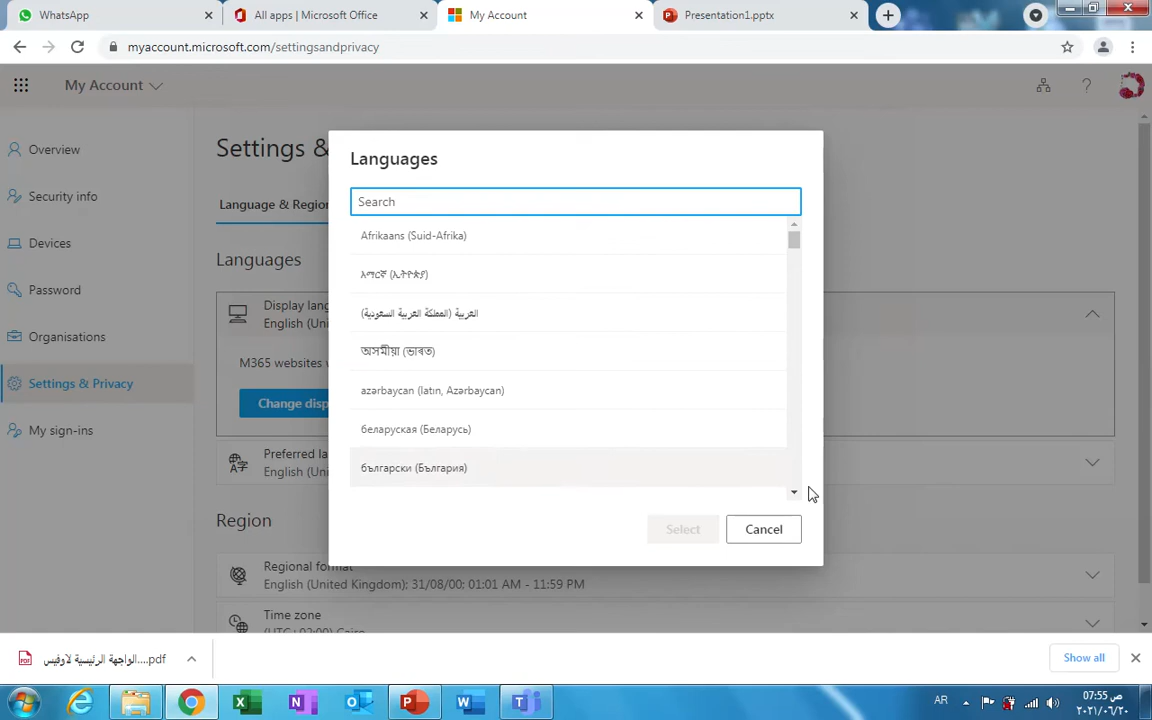 WhatsApp
All apps | Microsoft Office
My Account
Presentation1.pptx
myaccount.microsoft.com/settingsandprivacy
My Account
Overview
Security info
Devices
Password
Organisations
Settings & Privacy
My sign-ins
Settings &
Language & Region
Languages
Display lang
English (Uni
M365 websites
Change disp
Preferred la
English (Uni
Region
Regional format
English (United Kingdom); 31/08/00; 01:01 AM - 11:59 PM
Time zone
Languages
Search
Afrikaans (Suid-Afrika)
አማርኛ (ኢትዮጵያ)
العربية (المملكة العربية السعودية)
অসমীয়া (ভাৰত)
azərbaycan (latın, Azərbaycan)
беларуская (Беларусь)
български (България)
Select
Cancel
الواجهة الرئيسية لاوفيس....pdf
Show all
AR
07:55 ص
٢٠٢١/٠٦/٢٠